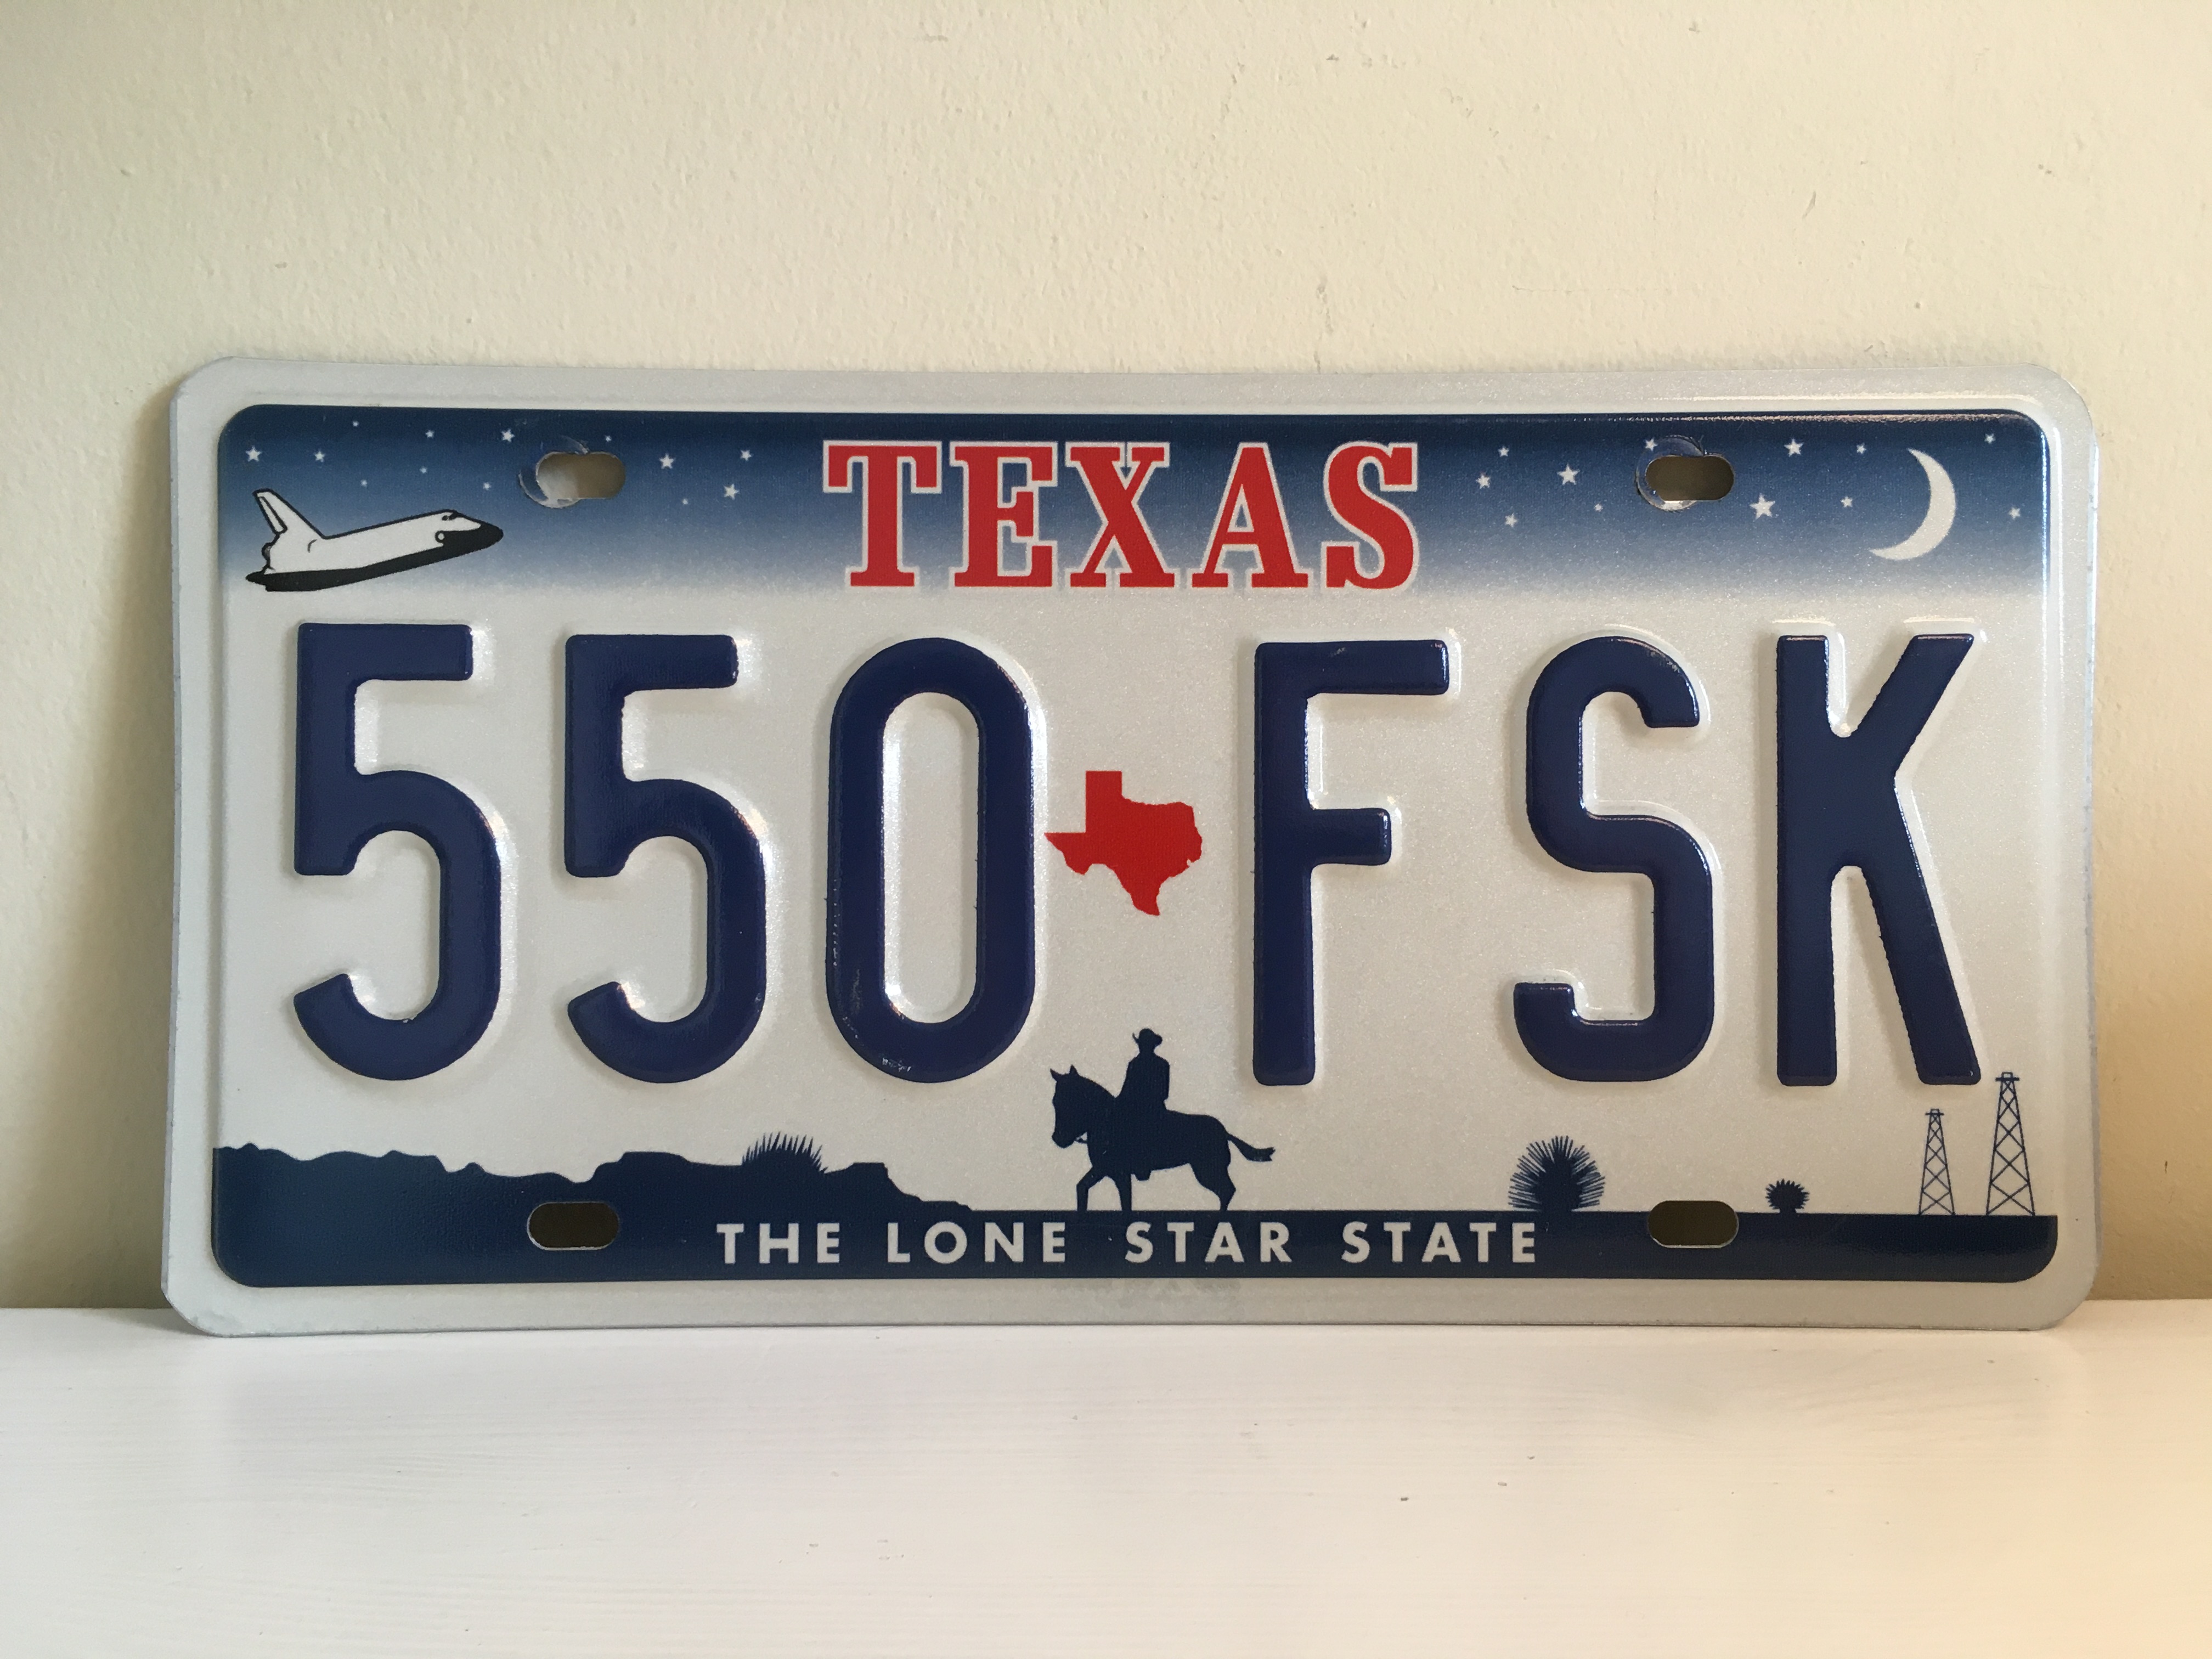 TEXAS
550 FSK
THE LONE STAR STATE